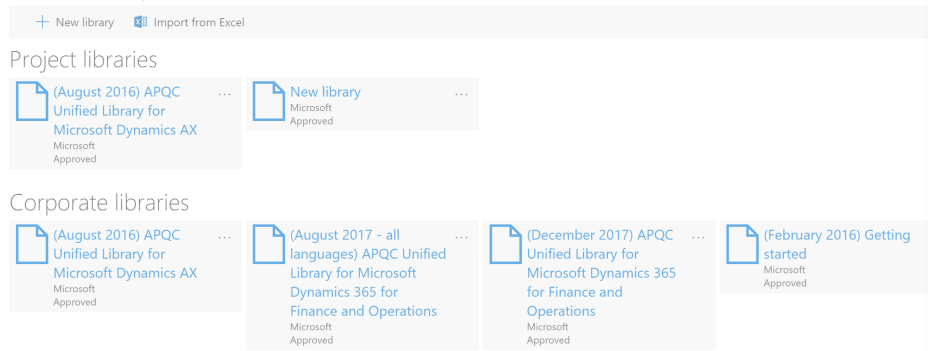 New library Import from Excel
Project libraries
(August 2016) APQC ...
Unified Library for
Microsoft Dynamics AX
Microsoft
Approved
New library ...
Microsoft
Approved
Corporate libraries
(August 2016) APQC ...
Unified Library for
Microsoft Dynamics AX
Microsoft
Approved
(August 2017 - all ...
languages) APQC Unified
Library for Microsoft
Dynamics 365 for
Finance and Operations
Microsoft
Approved
(December 2017) APQC ...
Unified Library for
Microsoft Dynamics 365
for Finance and
Operations
Microsoft
Approved
(February 2016) Getting
started
Microsoft
Approved